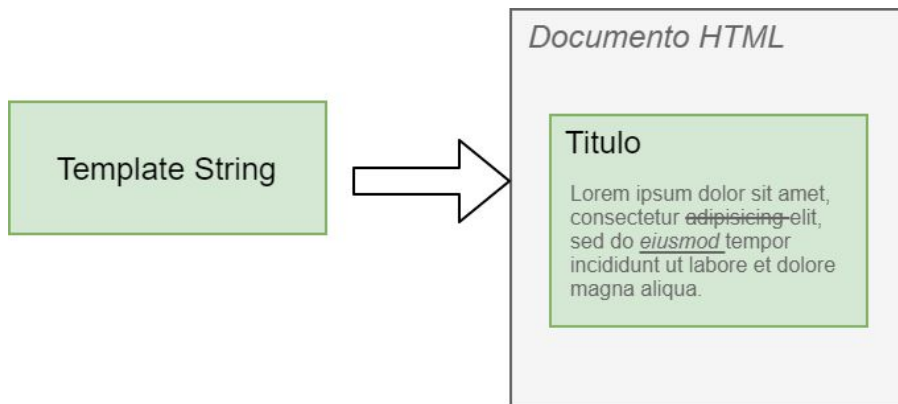 Template String
Documento HTML
Titulo
Lorem ipsum dolor sit amet,
consectetur adipisicing elit,
sed do eiusmod tempor
incididunt ut labore et dolore
magna aliqua.